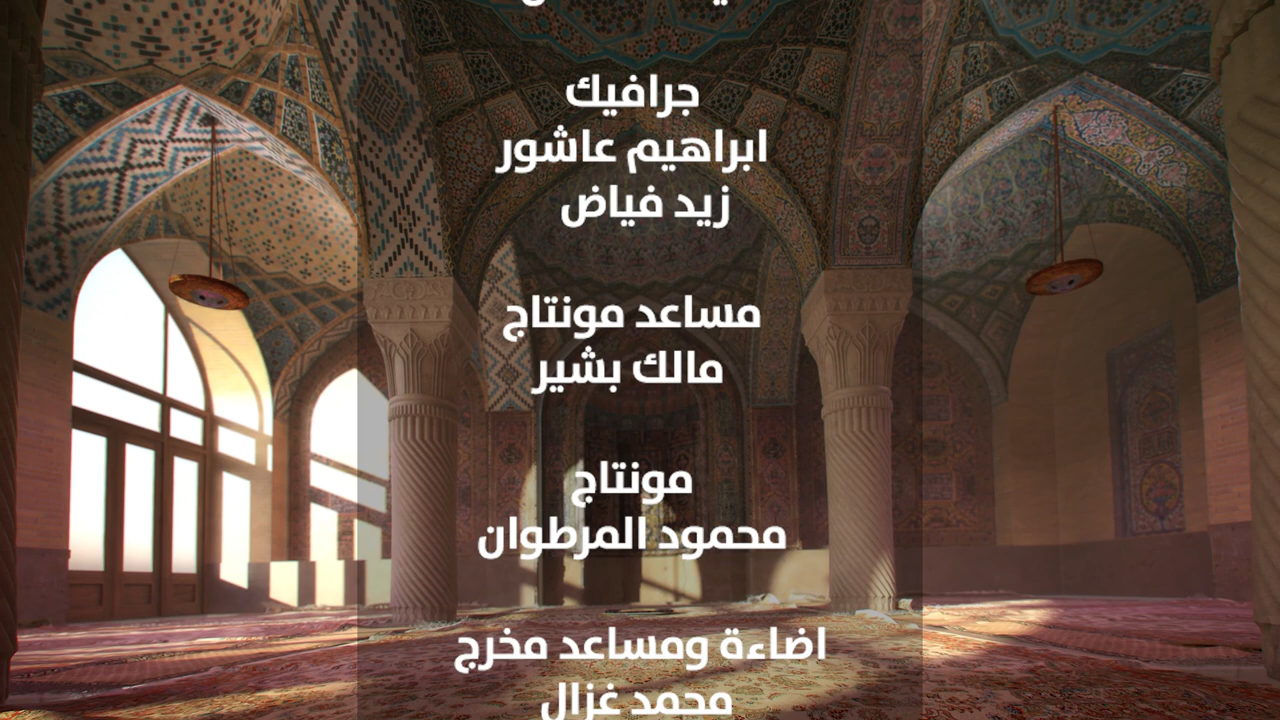 جرافيك
ابراهيم عاشور
زيد فياض
مساعد مونتاج
مالك بشير
مونتاج
محمود المرطوان
اضاءة ومساعد مخرج
محمد غزال